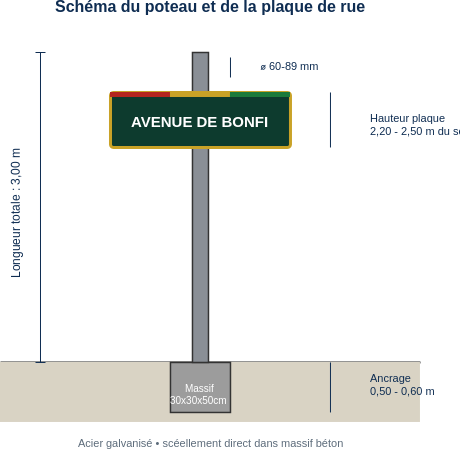 Schéma du poteau et de la plaque de rue
ø 60-89 mm
AVENUE DE BONFI
Hauteur plaque
2,20 - 2,50 m du
Longueur totale : 3,00 m
Massif
30x30x50cm
Ancrage
0,50 - 0,60 m
Acier galvanisé • scéellement direct dans massif béton